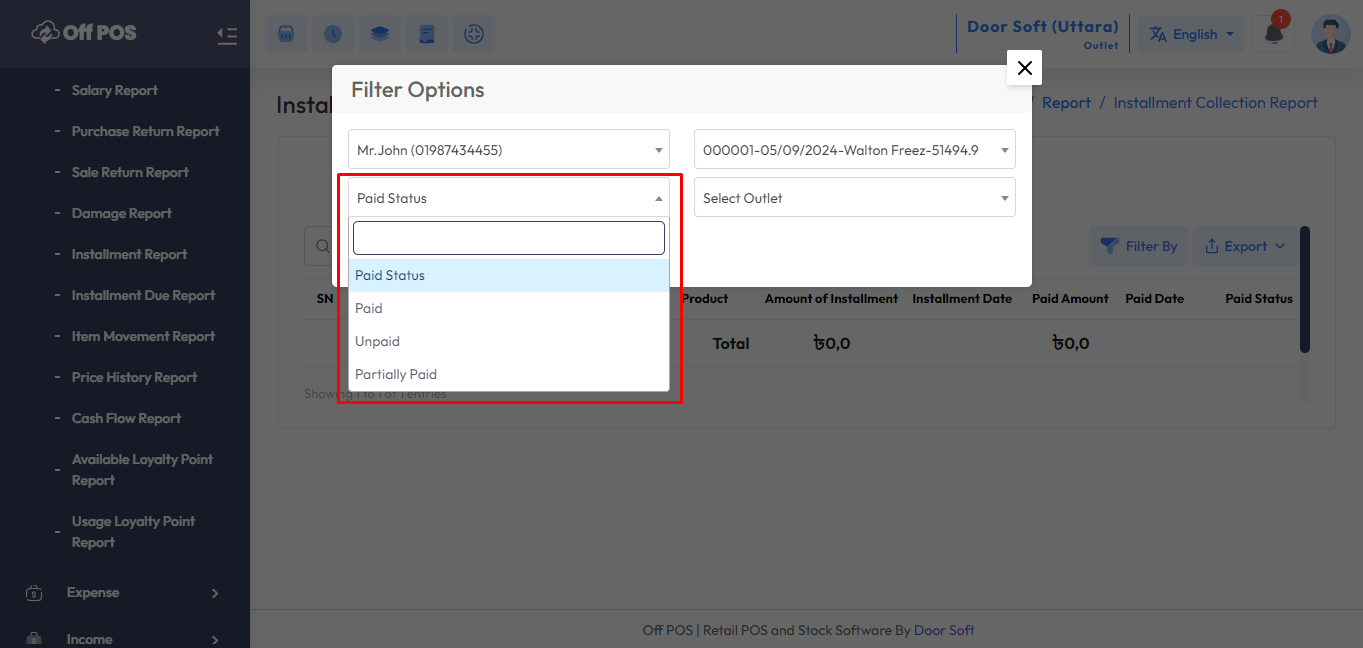 Off POS
Door Soft (Uttara)
Outlet
English
1
- Salary Report
- Purchase Return Report
- Sale Return Report
- Damage Report
- Installment Report
- Installment Due Report
- Item Movement Report
- Price History Report
- Cash Flow Report
- Available Loyalty Point
Report
- Usage Loyalty Point
Report
Expense
Income
Instal
/ Report / Installment Collection Report
Filter Options
Mr.John (01987434455)
000001-05/09/2024-Walton Freez-51494.9
Paid Status
Select Outlet
Paid Status
Paid
Unpaid
Partially Paid
Filter By
Export
SN
Product
Amount of Installment
Installment Date
Paid Amount
Paid Date
Paid Status
Total
৳0,0
৳0,0
Showing 1 to 1 of 1 entries
Off POS | Retail POS and Stock Software By Door Soft